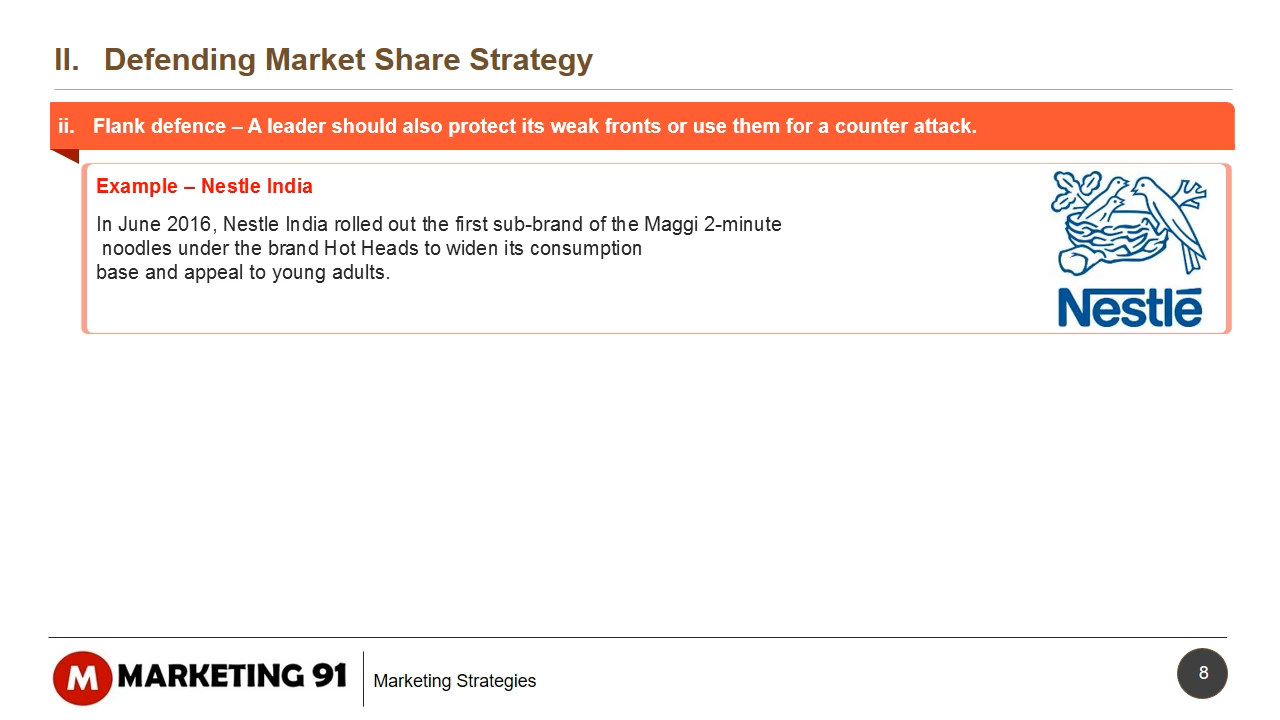 II. Defending Market Share Strategy
ii. Flank defence – A leader should also protect its weak fronts or use them for a counter attack.
Example – Nestle India
In June 2016, Nestle India rolled out the first sub-brand of the Maggi 2-minute
noodles under the brand Hot Heads to widen its consumption
base and appeal to young adults.
Nestlé
M MARKETING 91
Marketing Strategies
8